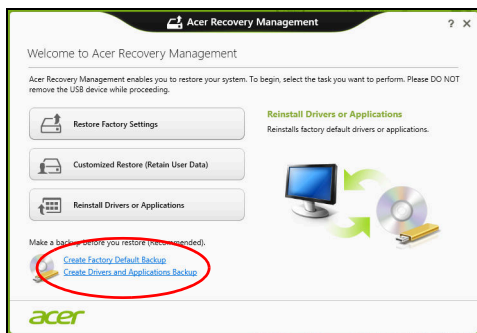 Acer Recovery Management
? X
Welcome to Acer Recovery Management
Acer Recovery Management enables you to restore your system. To begin, select the task you want to perform. Please DO NOT
remove the USB device while proceeding.
Restore Factory Settings
Customized Restore (Retain User Data)
Reinstall Drivers or Applications
Reinstall Drivers or Applications
Reinstalls factory default drivers or applications.
Make a backup before you restore (Recommended).
Create Factory Default Backup
Create Drivers and Applications Backup
acer